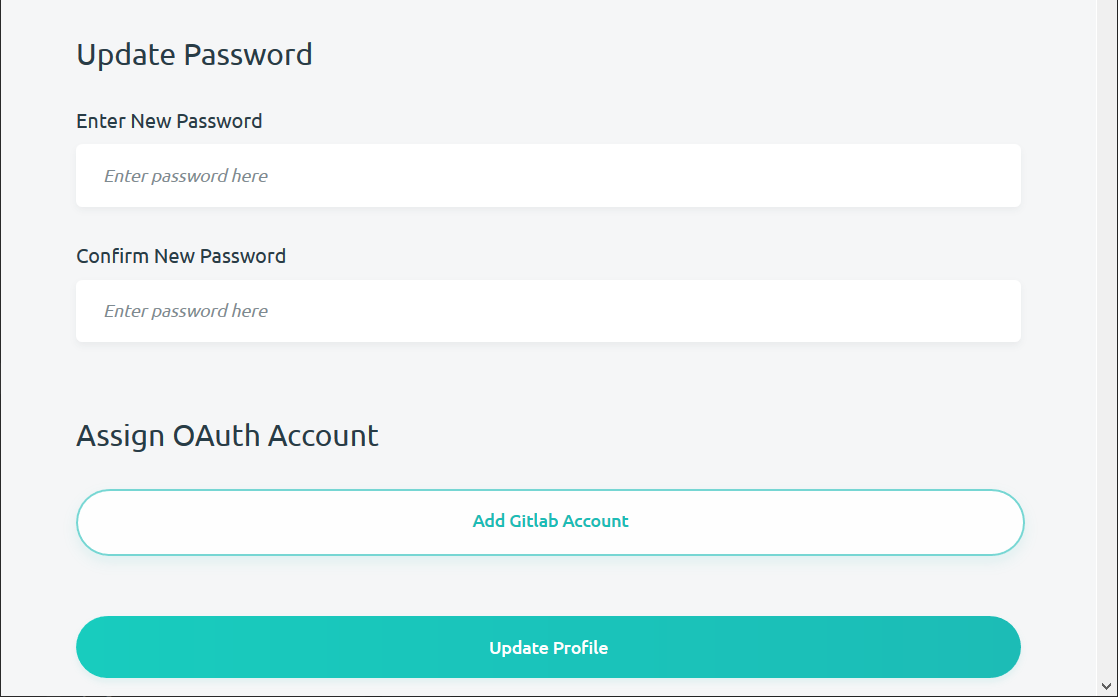 Update Password
Enter New Password
Enter password here
Confirm New Password
Enter password here
Assign OAuth Account
Add Gitlab Account
Update Profile